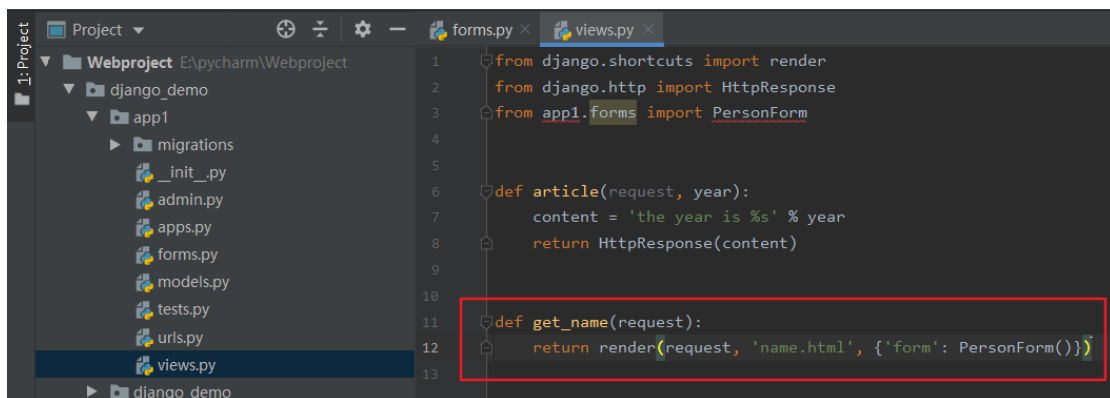 1: Project
Project
Webproject E:\pycharm\Webproject
django_demo
app1
migrations
__init__.py
admin.py
apps.py
forms.py
models.py
tests.py
urls.py
views.py
django_demo
forms.py
views.py
1 from django.shortcuts import render
2 from django.http import HttpResponse
3 from app1.forms import PersonForm
4
5
6 def article(request, year):
7 content = 'the year is %s' % year
8 return HttpResponse(content)
9
10
11 def get_name(request):
12 return render(request, 'name.html', {'form': PersonForm()})
13